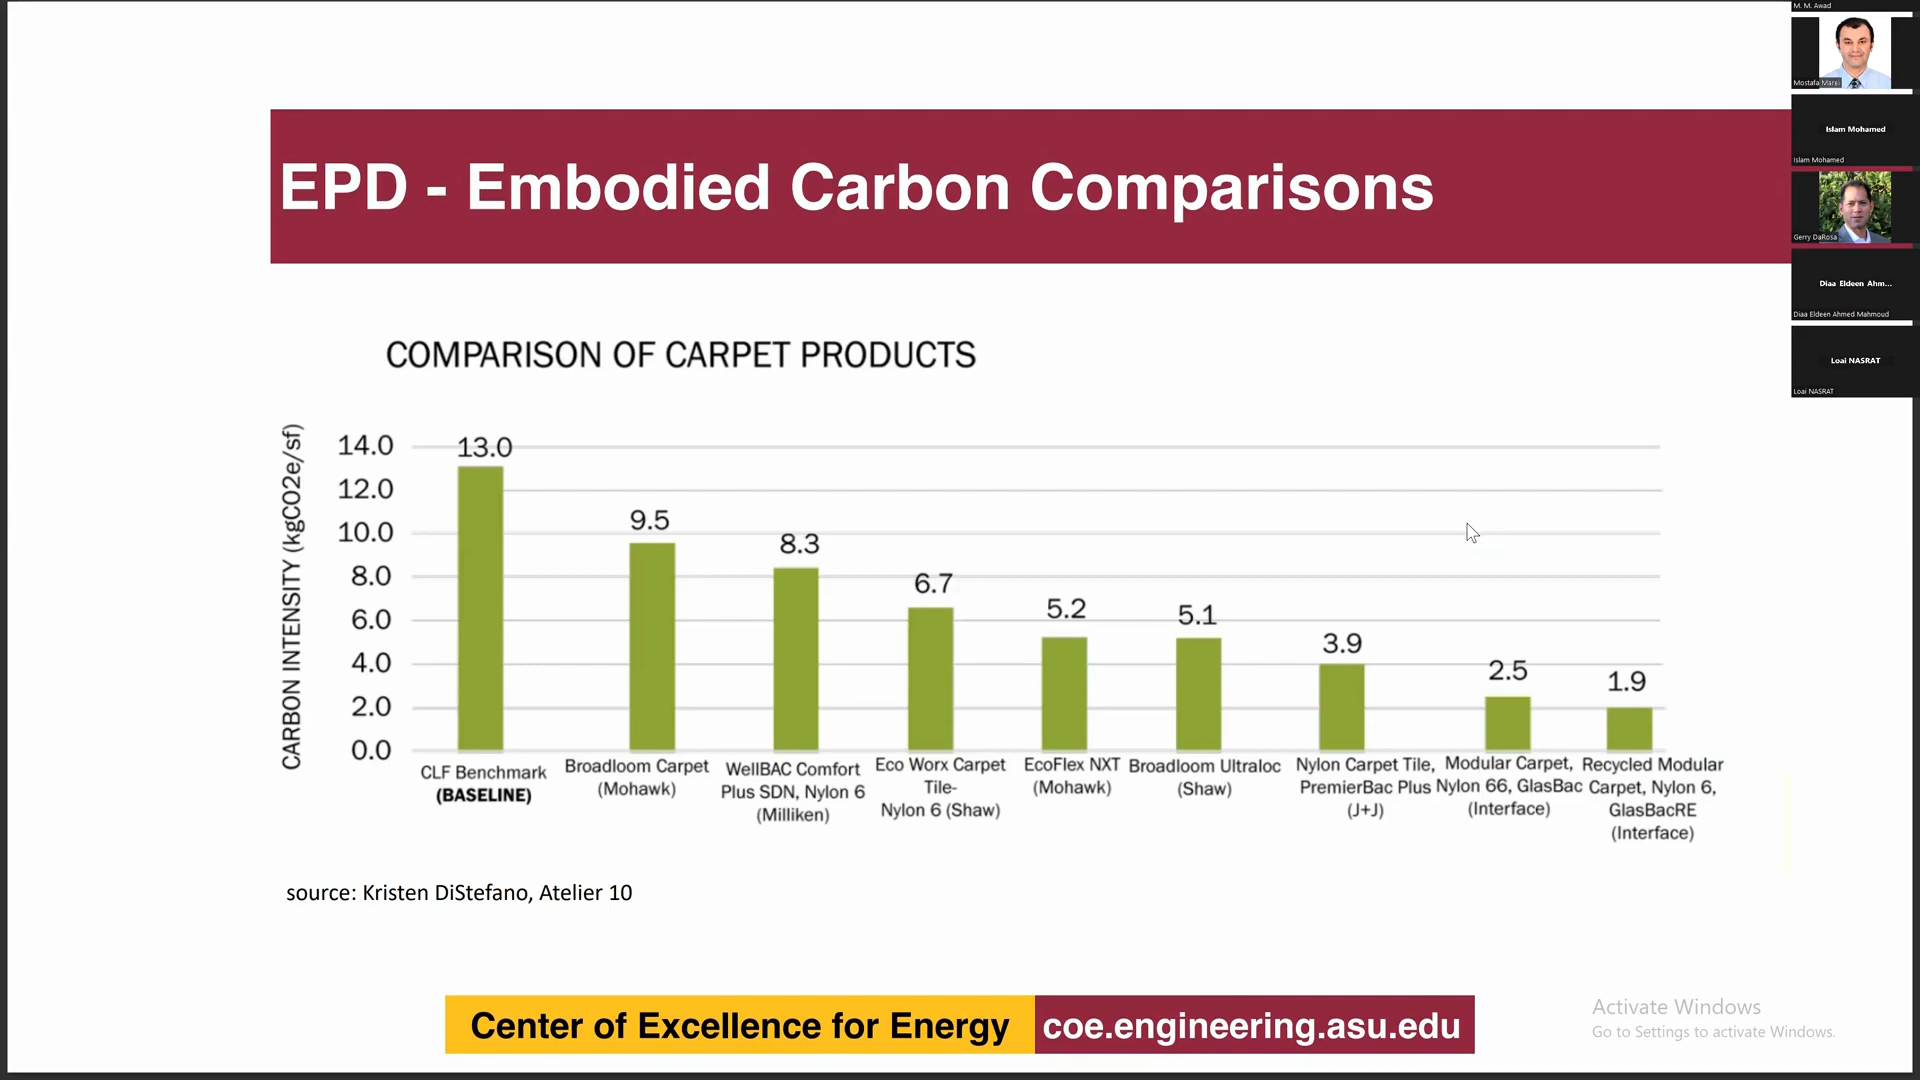 M. M. Awad
Mostafa Marei
Islam Mohamed
Islam Mohamed
Gerry DaRosa
Diaa Eldeen Ahm...
Diaa Eldeen Ahmed Mahmoud
Loai NASRAT
Loai NASRAT
EPD - Embodied Carbon Comparisons
COMPARISON OF CARPET PRODUCTS
CARBON INTENSITY (kgCO2e/sf)
14.0
12.0
10.0
8.0
6.0
4.0
2.0
0.0
13.0
9.5
8.3
6.7
5.2
5.1
3.9
2.5
1.9
CLF Benchmark
(BASELINE)
Broadloom Carpet
(Mohawk)
WellBAC Comfort
Plus SDN, Nylon 6
(Milliken)
Eco Worx Carpet
Tile-
Nylon 6 (Shaw)
EcoFlex NXT
(Mohawk)
Broadloom Ultraloc
(Shaw)
Nylon Carpet Tile,
PremierBac Plus
(J+J)
Modular Carpet,
Nylon 66, GlasBac
(Interface)
Recycled Modular
Carpet, Nylon 6,
GlasBacRE
(Interface)
source: Kristen DiStefano, Atelier 10
Center of Excellence for Energy
coe.engineering.asu.edu
Activate Windows
Go to Settings to activate Windows.